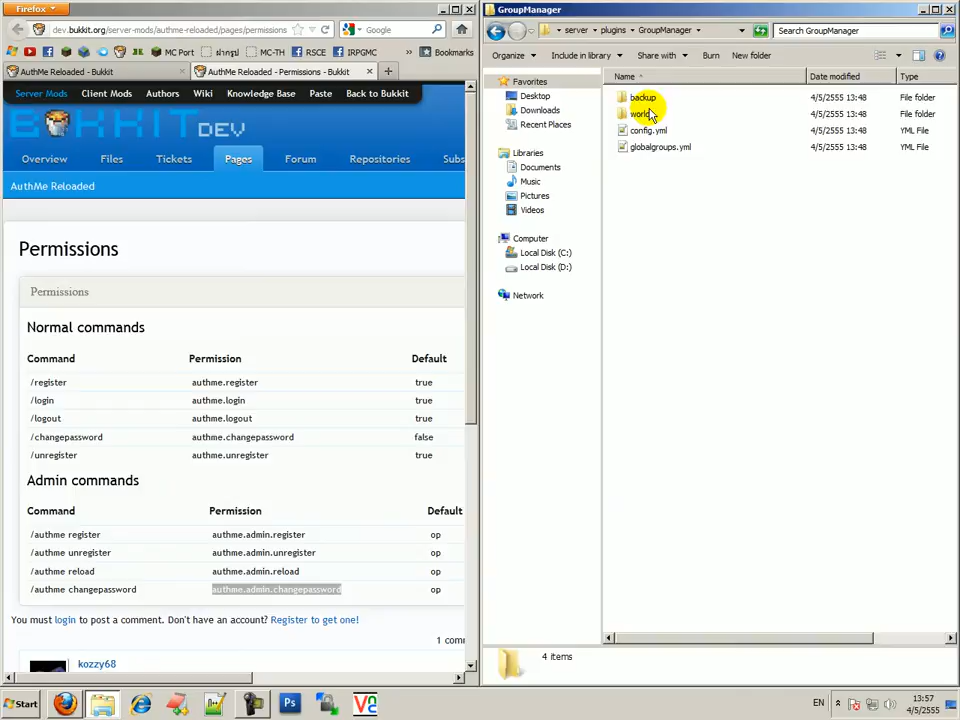 Firefox
dev.bukkit.org/server-mods/authme-reloaded/pages/permissions
Google
MC Port
MC-TH
ฝากรูป
RSCE
IRPGMC
Bookmarks
AuthMe Reloaded - Bukkit
AuthMe Reloaded - Permissions - Bukkit
Server Mods
Client Mods
Authors
Wiki
Knowledge Base
Paste
Back to Bukkit
BUKKIT DEV
Overview
Files
Tickets
Pages
Forum
Repositories
Subs
AuthMe Reloaded
Permissions
Permissions
Normal commands
Command Permission Default
/register authme.register true
/login authme.login true
/logout authme.logout true
/changepassword authme.changepassword false
/unregister authme.unregister true
Admin commands
Command Permission Default
/authme register authme.admin.register op
/authme unregister authme.admin.unregister op
/authme reload authme.admin.reload op
/authme changepassword authme.admin.changepassword op
You must login to post a comment. Don't have an account? Register to get one!
1 comm
kozzy68
GroupManager
server
plugins
GroupManager
Search GroupManager
Organize
Include in library
Share with
Burn
New folder
Favorites
Desktop
Downloads
Recent Places
Libraries
Documents
Music
Pictures
Videos
Computer
Local Disk (C:)
Local Disk (D:)
Network
Name Date modified Type
backup 4/5/2555 13:48 File folder
world 4/5/2555 13:48 File folder
config.yml 4/5/2555 13:48 YML File
globalgroups.yml 4/5/2555 13:48 YML File
4 items
Start
EN
13:57
4/5/2555